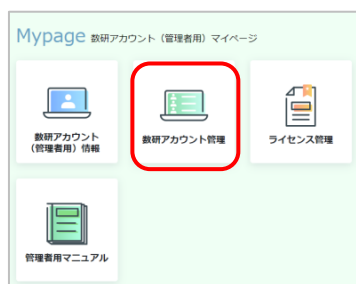 Mypage 数研アカウント（管理者用）マイページ
数研アカウント
（管理者用）情報
数研アカウント管理
ライセンス管理
管理者用マニュアル